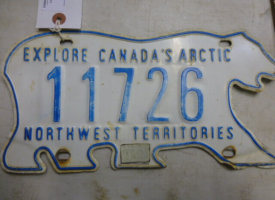 EXPLORE CANADA'S ARCTIC
11726
NORTHWEST TERRITORIES